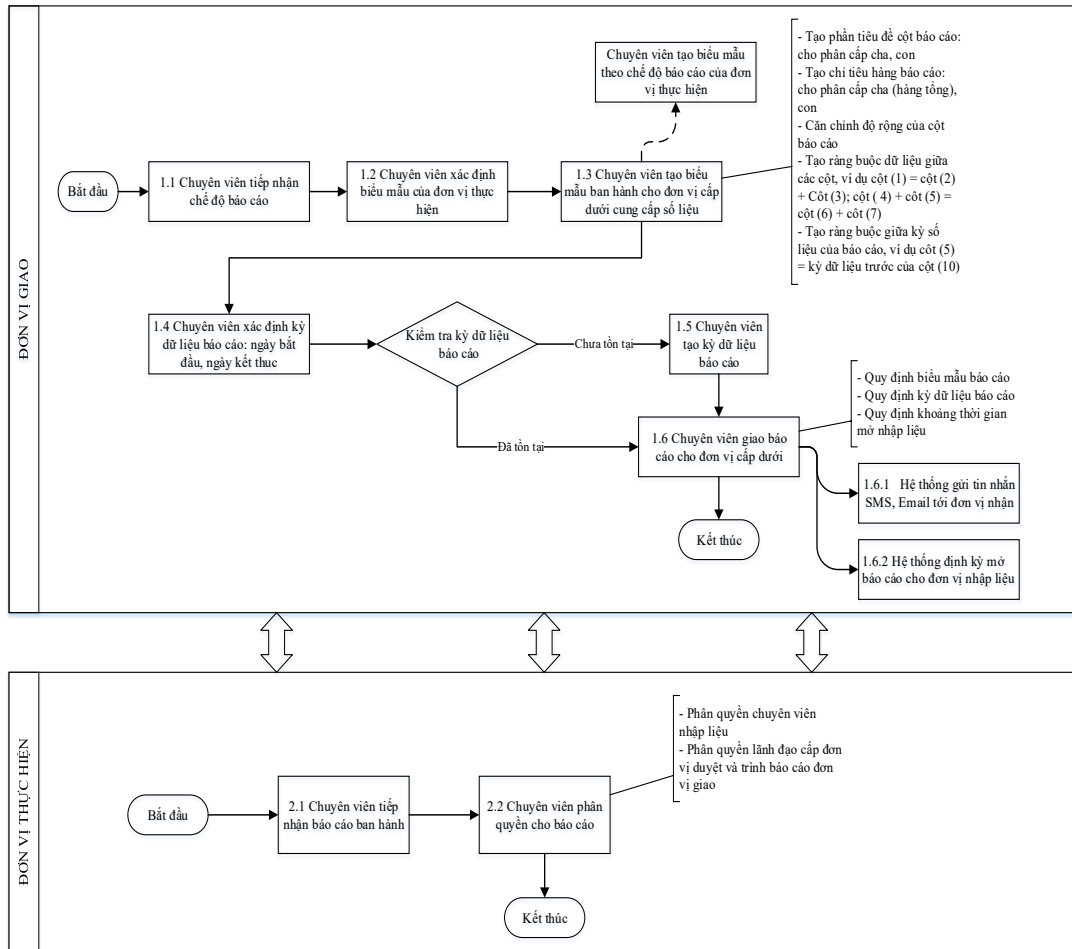 ĐƠN VỊ GIAO
Chuyên viên tạo biểu mẫu
theo chế độ báo cáo của đơn
vị thực hiện
- Tạo phần tiêu đề cột báo cáo:
cho phân cấp cha, con
- Tạo chỉ tiêu hàng báo cáo:
cho phân cấp cha (hàng tổng),
con
- Căn chỉnh độ rộng của cột
báo cáo
- Tạo ràng buộc dữ liệu giữa
các cột, ví dụ cột (1) = cột (2)
+ Côt (3); cột ( 4) + côt (5) =
cột (6) + côt (7)
- Tạo ràng buộc giữa kỳ số
liệu của báo cáo, ví dụ côt (5)
= kỳ dữ liệu trước của cột (10)
Bắt đầu
1.1 Chuyên viên tiếp nhận
chế độ báo cáo
1.2 Chuyên viên xác định
biểu mẫu của đơn vị thực
hiện
1.3 Chuyên viên tạo biểu
mẫu ban hành cho đơn vị cấp
dưới cung cấp số liệu
1.4 Chuyên viên xác định kỳ
dữ liệu báo cáo: ngày bắt
đầu, ngày kết thuc
Kiểm tra kỳ dữ liệu
báo cáo
Chưa tồn tại
1.5 Chuyên viên
tạo kỳ dữ liệu
báo cáo
- Quy định biểu mẫu báo cáo
- Quy định kỳ dữ liệu báo cáo
- Quy định khoảng thời gian
mở nhập liệu
Đã tồn tại
1.6 Chuyên viên giao báo
cáo cho đơn vị cấp dưới
1.6.1 Hệ thống gửi tin nhắn
SMS, Email tới đơn vị nhận
Kết thúc
1.6.2 Hệ thống định kỳ mở
báo cáo cho đơn vị nhập liệu
ĐƠN VỊ THỰC HIỆN
- Phân quyền chuyên viên
nhập liệu
- Phân quyền lãnh đạo cấp đơn
vị duyệt và trình báo cáo đơn
vị giao
Bắt đầu
2.1 Chuyên viên tiếp
nhận báo cáo ban hành
2.2 Chuyên viên phân
quyền cho báo cáo
Kết thúc